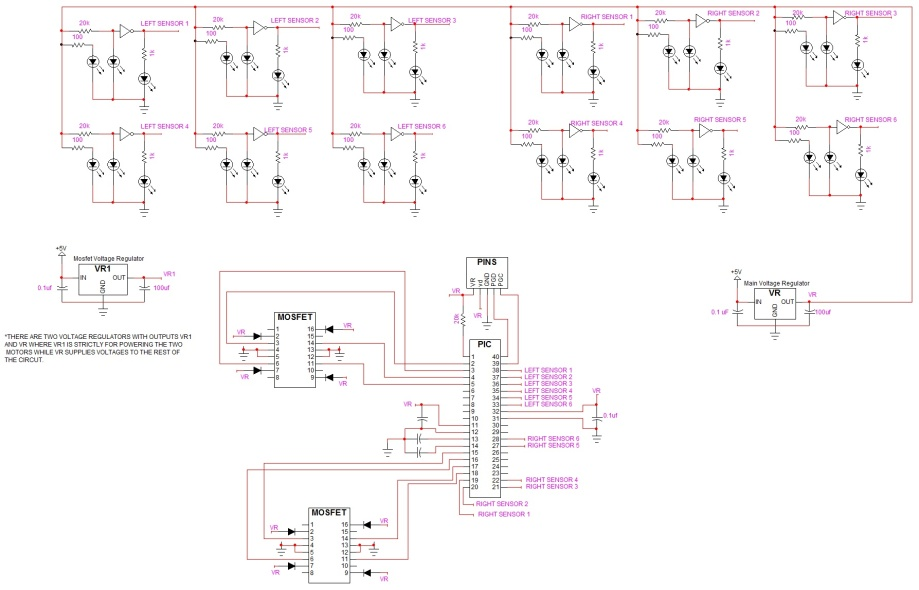 20k LEFT SENSOR 1
100
1k
20k LEFT SENSOR 2
100
1k
20k LEFT SENSOR 3
100
1k
20k RIGHT SENSOR 1
100
1k
20k RIGHT SENSOR 2
100
1k
20k RIGHT SENSOR 3
100
1k
20k LEFT SENSOR 4
100
1k
20k LEFT SENSOR 5
100
1k
20k LEFT SENSOR 6
100
1k
20k RIGHT SENSOR 4
100
1k
20k RIGHT SENSOR 5
100
1k
20k RIGHT SENSOR 6
100
1k
+5V
Mosfet Voltage Regulator
VR1
IN OUT VR1
GND
0.1uf 100uf
*THERE ARE TWO VOLTAGE REGULATORS WITH OUTPUTS VR1
AND VR WHERE VR1 IS STRICTLY FOR POWERING THE TWO
MOTORS WHILE VR SUPPLIES VOLTAGES TO THE REST OF
THE CIRCUT.
+5V
Main Voltage Regulator
VR
IN OUT VR
GND
0.1 uF 100uf
PINS
VR
vd
GND
PGD
PGC
VR
VR
20k
MOSFET
1 16
2 15
3 14
4 13
5 12
6 11
7 10
8 9
VR VR
VR VR
PIC
1 40
2 39
3 38 LEFT SENSOR 1
4 37 LEFT SENSOR 2
5 36 LEFT SENSOR 3
6 35 LEFT SENSOR 4
7 34 LEFT SENSOR 5
8 33 LEFT SENSOR 6
9 32
10 31
11 30
12 29
13 28 RIGHT SENSOR 6
14 27 RIGHT SENSOR 5
15 26
16 25
17 24
18 23
19 22 RIGHT SENSOR 4
20 21 RIGHT SENSOR 3
RIGHT SENSOR 2
RIGHT SENSOR 1
VR
VR
0.1uf
MOSFET
1 16
2 15
3 14
4 13
5 12
6 11
7 10
8 9
VR VR
VR VR